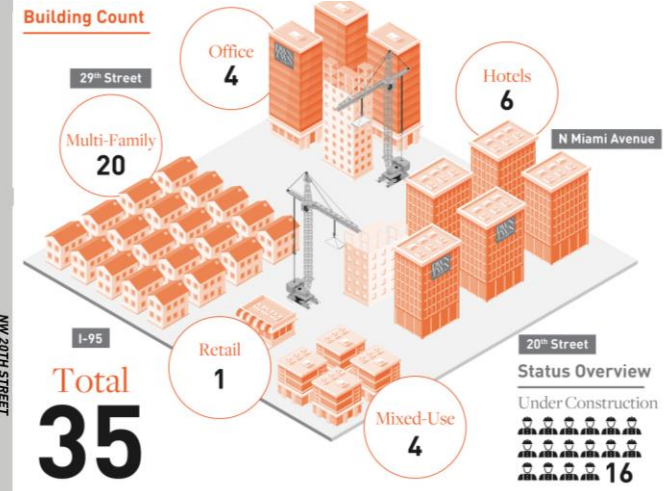 Building Count
Office
4
29th Street
Hotels
6
Multi-Family
20
N Miami Avenue
NW 20TH STREET
I-95
Total
35
Retail
1
Mixed-Use
4
20th Street
Status Overview
Under Construction
16